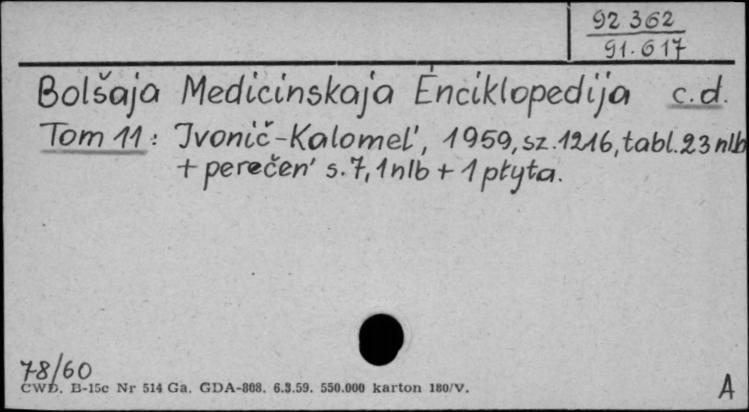 92 362
91.617
Bolšaja Medicinskaja Ènciklopedija c.d.
Tom 11: Ivonič-Kalomel', 1959, sz. 1216, tabl. 23 nlb
+ perečen' s. 7, 1 nlb + 1 płyta.
78/60
CWD. B-15c Nr 514 Ga. GDA-808. 6.3.59. 550.000 karton 180/V.
A